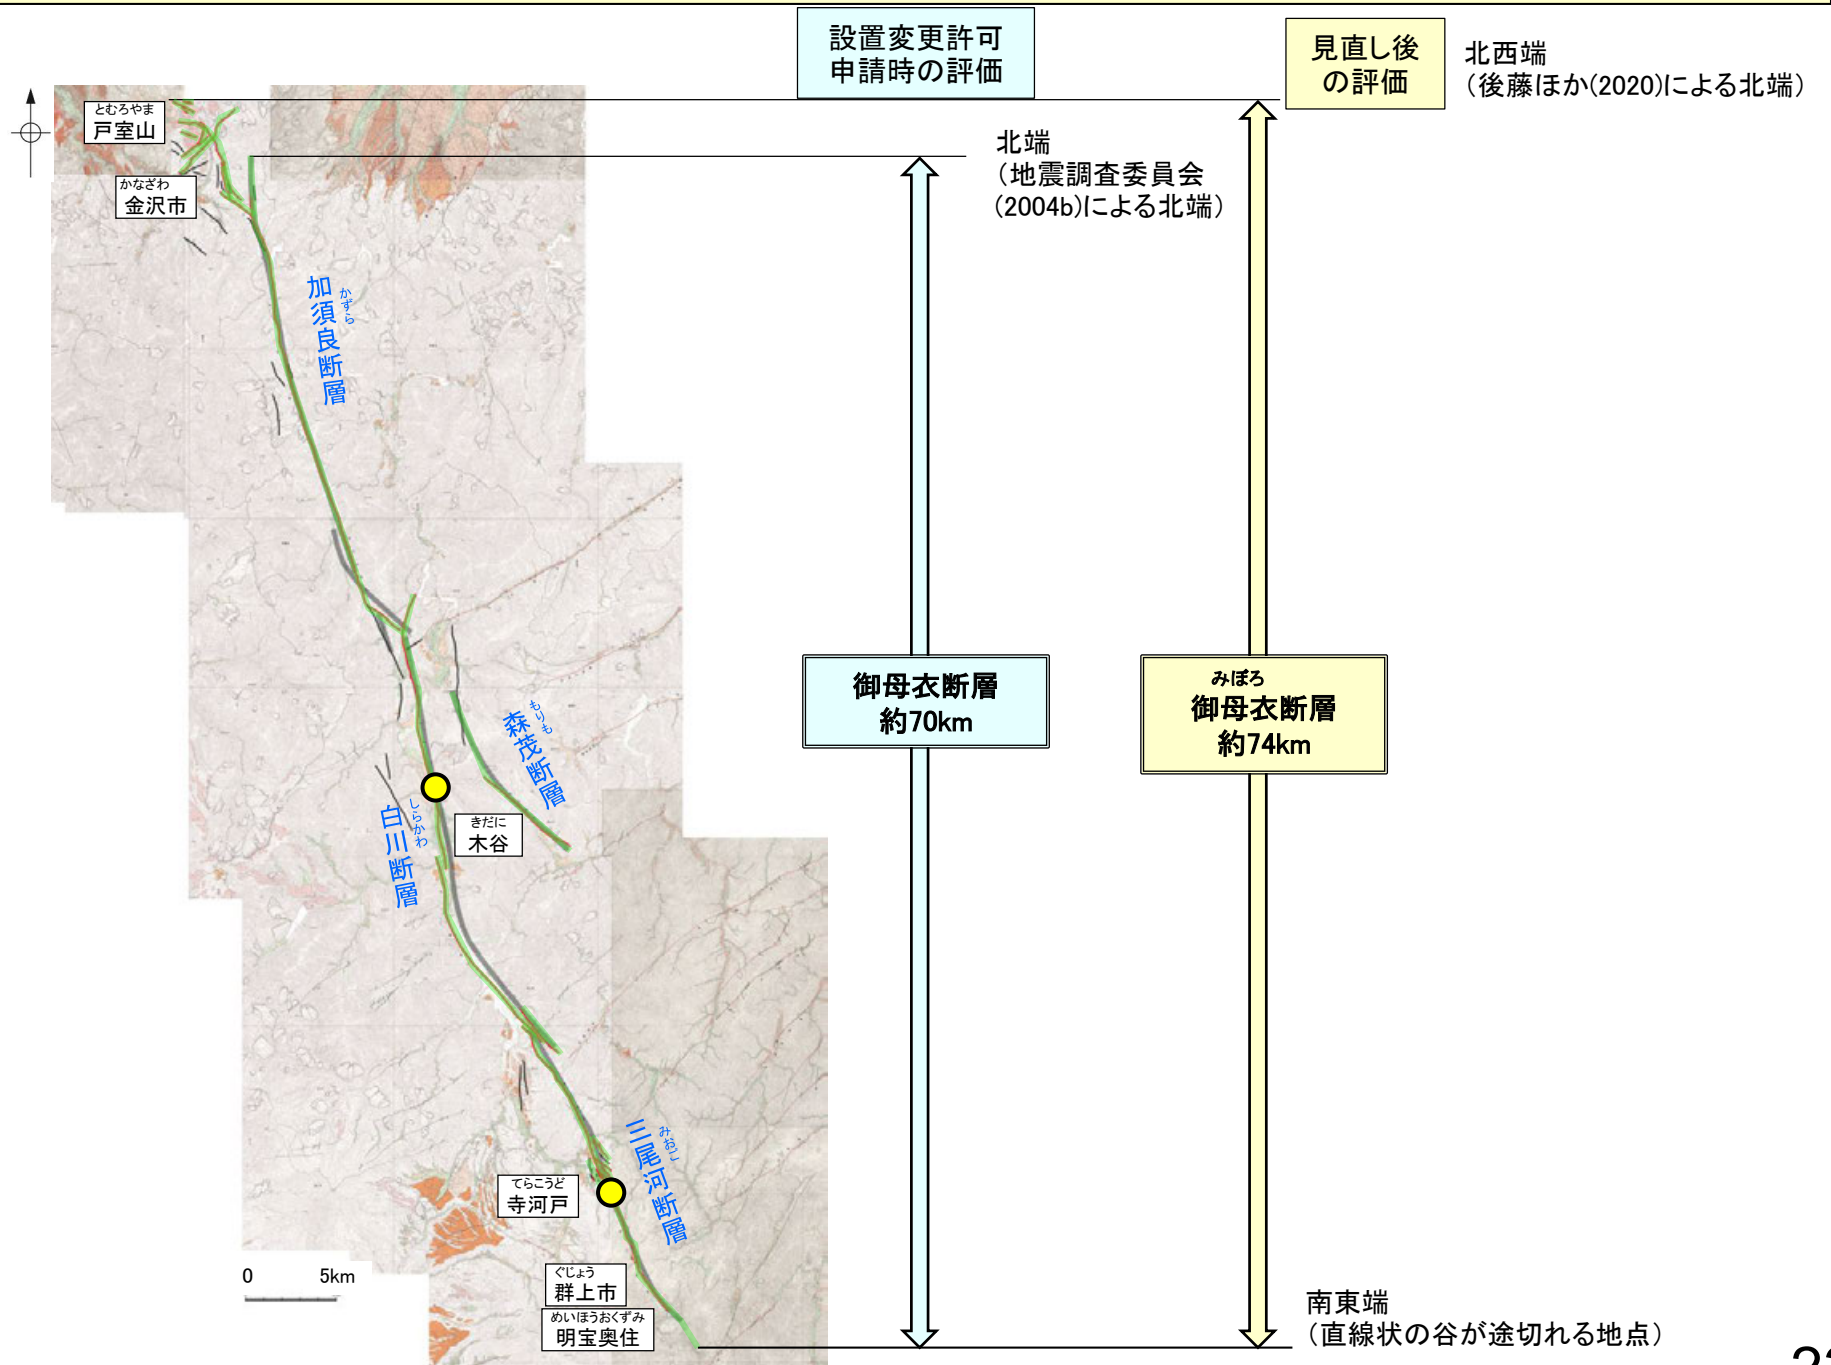 設置変更許可
申請時の評価
見直し後
の評価
北西端
（後藤ほか(2020)による北端）
北端
（地震調査委員会
(2004b)による北端）
とむろやま
戸室山
かなざわ
金沢市
加須良断層
かずら
御母衣断層
約70km
みぼろ
御母衣断層
約74km
森茂断層
もりも
白川断層
しらかわ
きだに
木谷
三尾河断層
みおご
てらこうど
寺河戸
0 5km
ぐじょう
群上市
めいほうおくずみ
明宝奥住
南東端
（直線状の谷が途切れる地点）